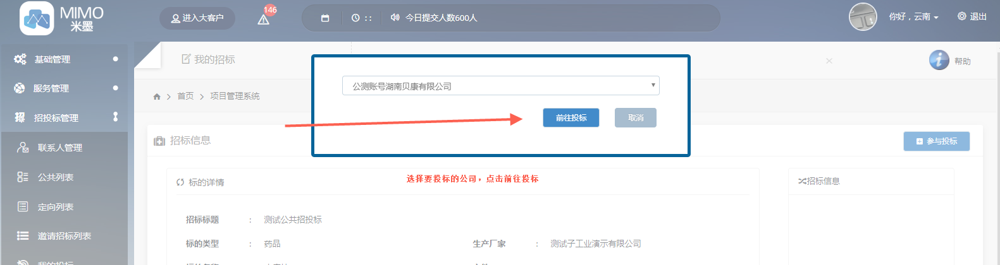 MIMO
米墨
进入大客户
146
: :
今日提交人数600人
你好，云南
退出
基础管理
服务管理
招投标管理
联系人管理
公共列表
定向列表
邀请招标列表
我的投标
我的招标
帮助
首页
项目管理系统
公测账号湖南贝康有限公司
前往投标
取消
招标信息
参与投标
选择要投标的公司，点击前往投标
标的详情
招标信息
招标标题 : 测试公共招投标
标的类型 : 药品
生产厂家 : 测试子工业演示有限公司